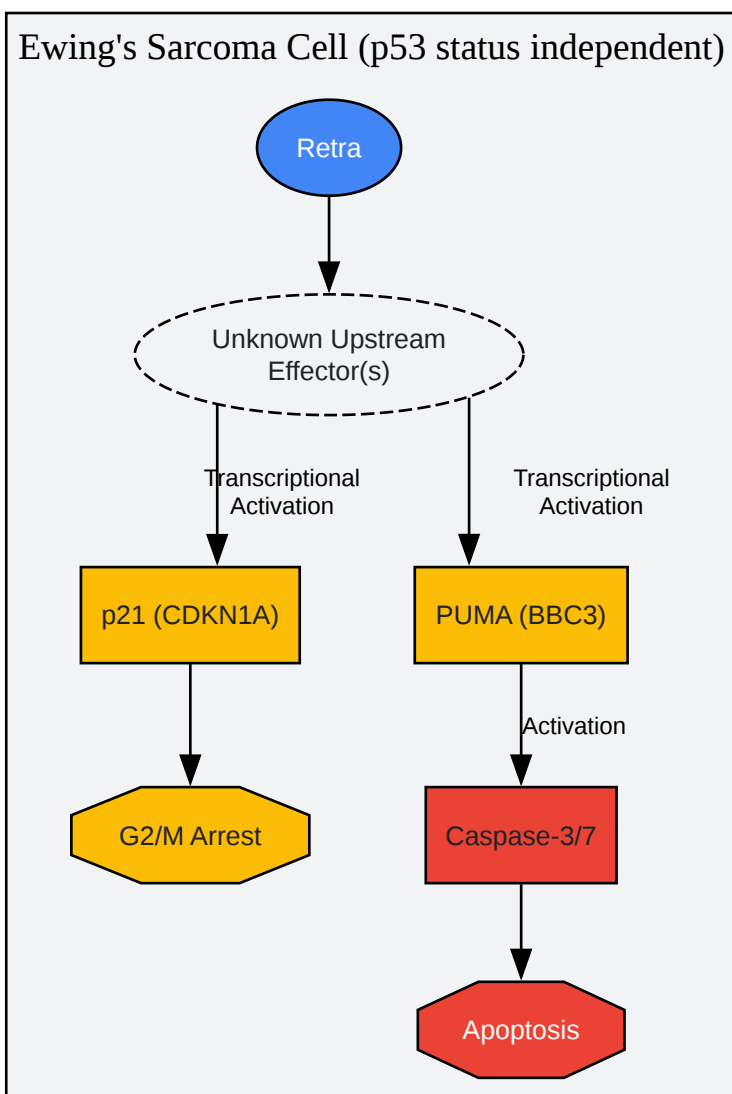 Ewing's Sarcoma Cell (p53 status independent)
Retra
Unknown Upstream
Effector(s)
Transcriptional
Activation
Transcriptional
Activation
p21 (CDKN1A)
PUMA (BBC3)
Activation
G2/M Arrest
Caspase-3/7
Apoptosis